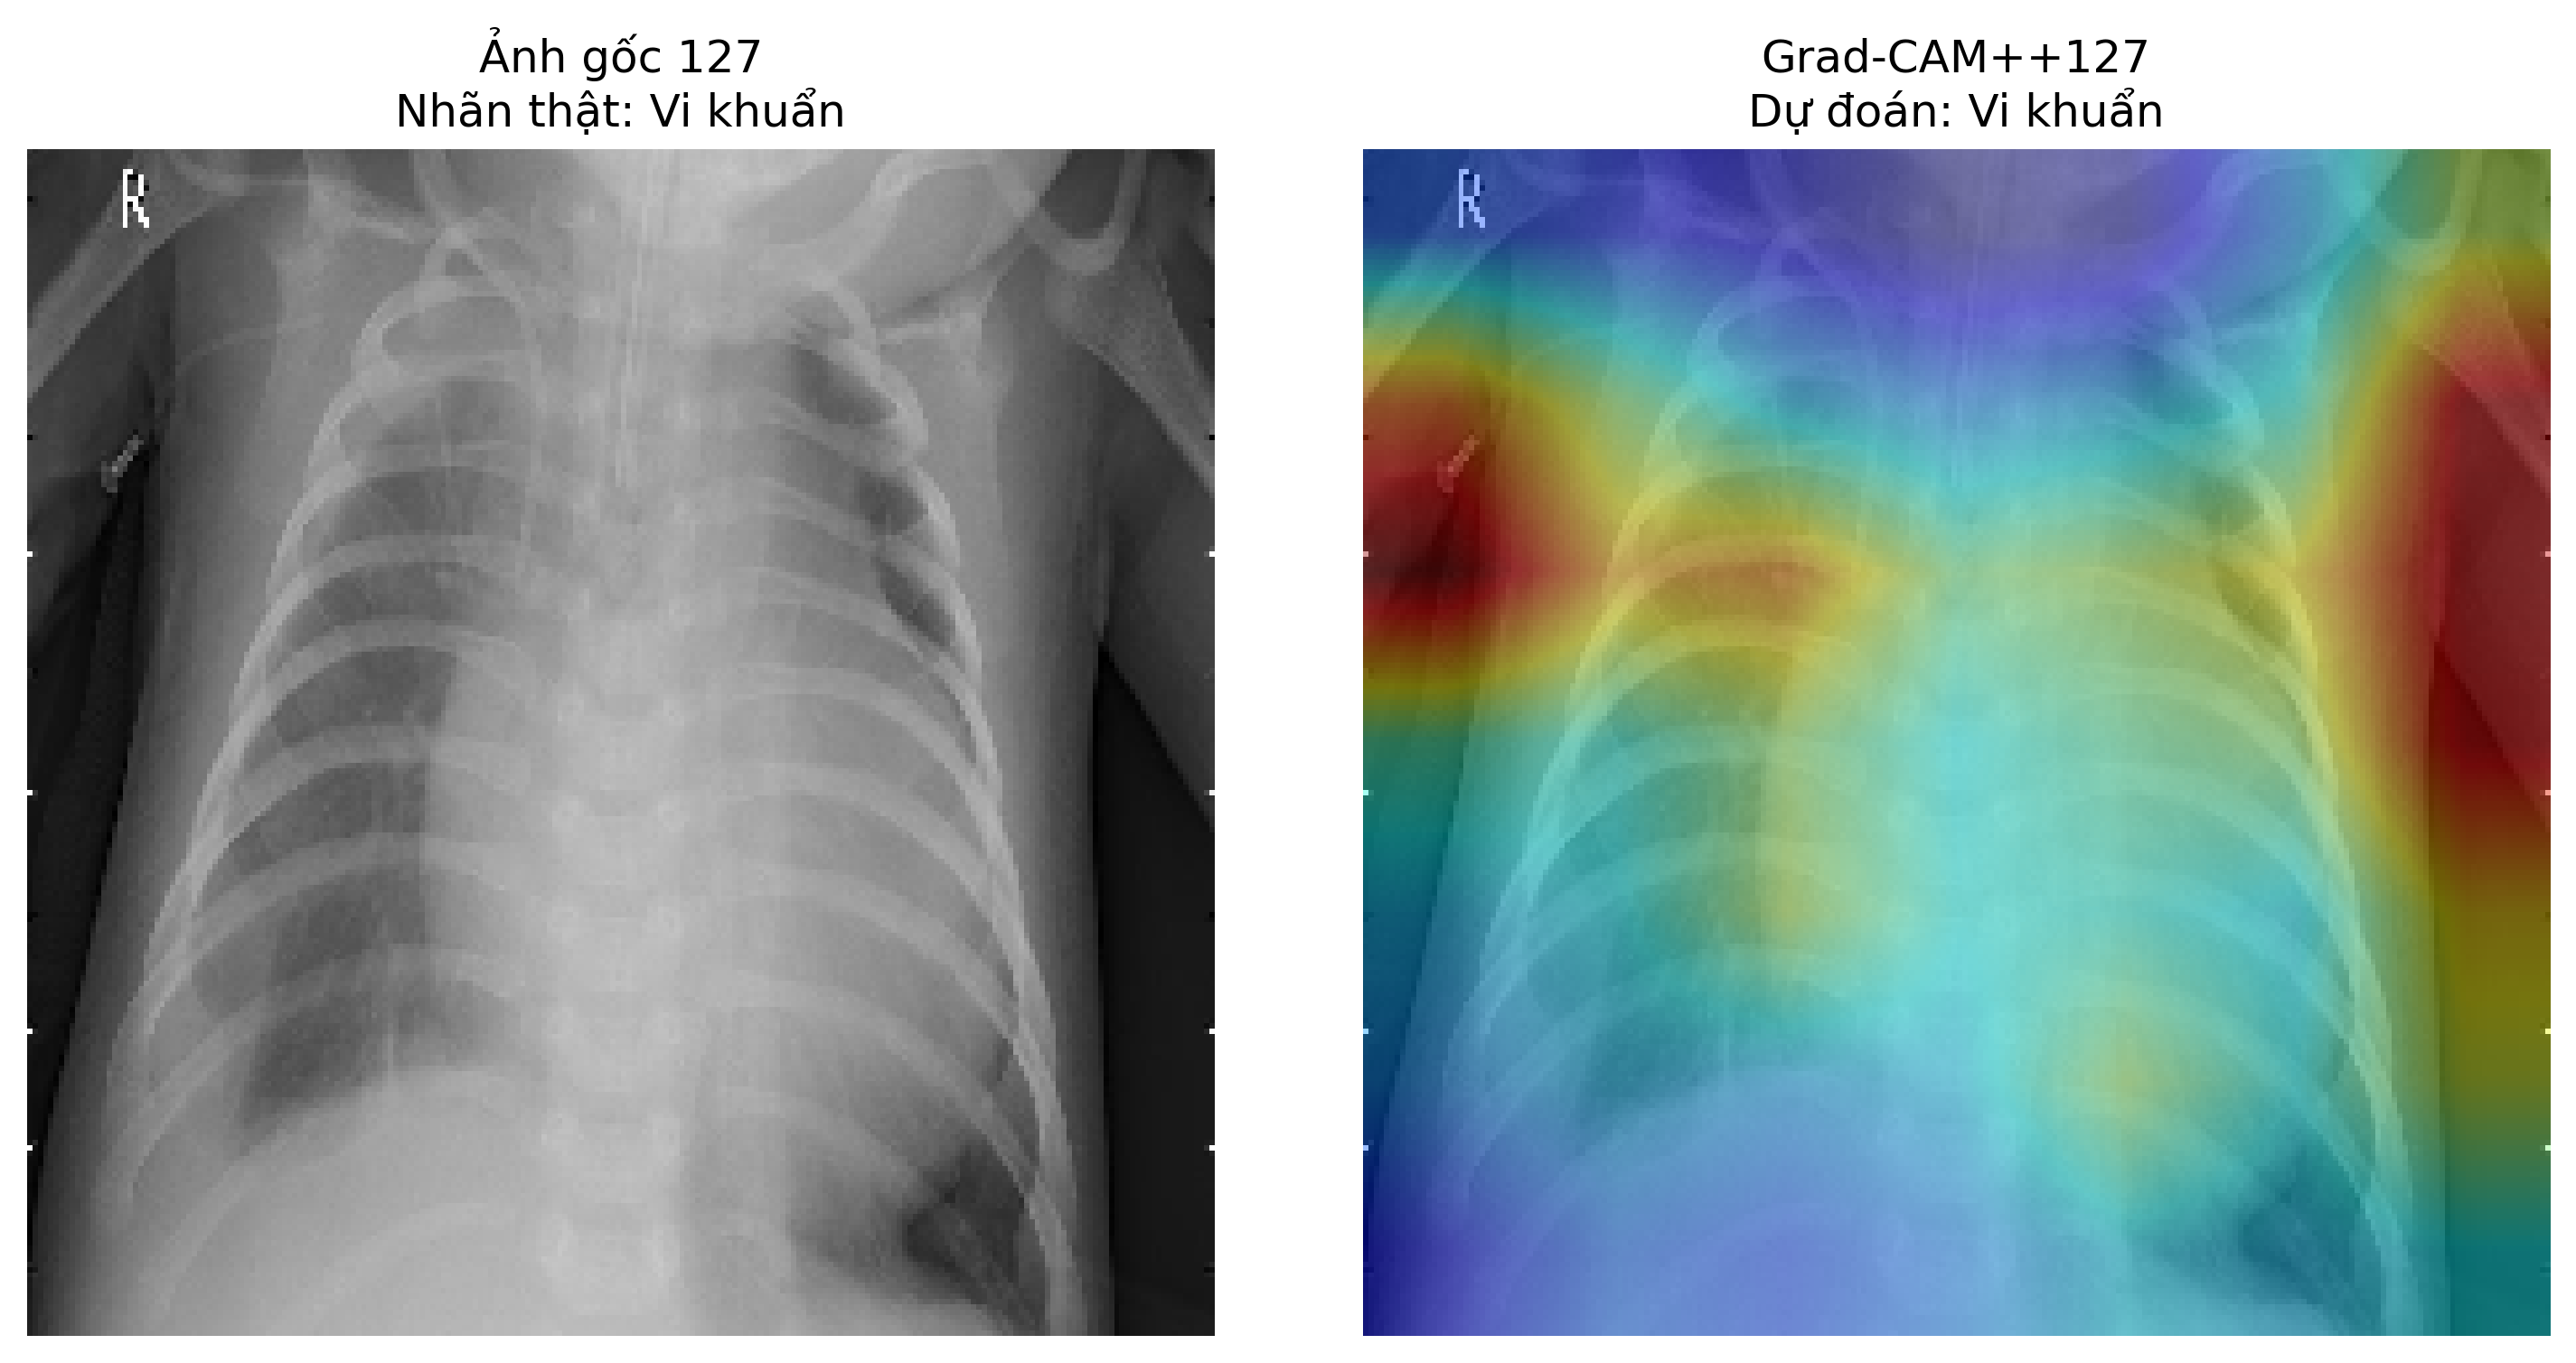 Ảnh gốc 127
Nhãn thật: Vi khuẩn
Grad-CAM++127
Dự đoán: Vi khuẩn
R
R